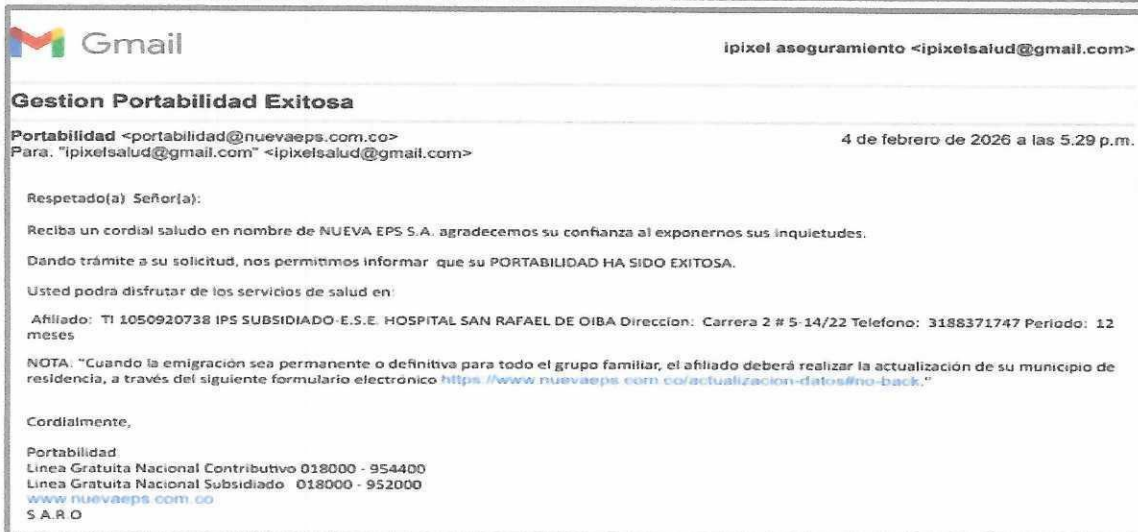 Gmail
ipixel aseguramiento <ipixelsalud@gmail.com>
Gestion Portabilidad Exitosa
Portabilidad <portabilidad@nuevaeps.com.co>
4 de febrero de 2026 a las 5:29 p.m.
Para: "ipixelsalud@gmail.com" <ipixelsalud@gmail.com>
Respetado(a) Señor(a):
Reciba un cordial saludo en nombre de NUEVA EPS S.A. agradecemos su confianza al exponernos sus inquietudes.
Dando trámite a su solicitud, nos permitimos informar que su PORTABILIDAD HA SIDO EXITOSA.
Usted podrá disfrutar de los servicios de salud en:
Afiliado: TI 1050920738 IPS SUBSIDIADO-E.S.E. HOSPITAL SAN RAFAEL DE OIBA Direccion: Carrera 2 # 5-14/22 Telefono: 3188371747 Periodo: 12
meses
NOTA: "Cuando la emigración sea permanente o definitiva para todo el grupo familiar, el afiliado deberá realizar la actualización de su municipio de
residencia, a través del siguiente formulario electrónico https://www.nuevaeps.com.co/actualizacion-datos#no-back."
Cordialmente,
Portabilidad
Linea Gratuita Nacional Contributivo 018000 - 954400
Linea Gratuita Nacional Subsidiado 018000 - 952000
www.nuevaeps.com.co
S.A.R.O